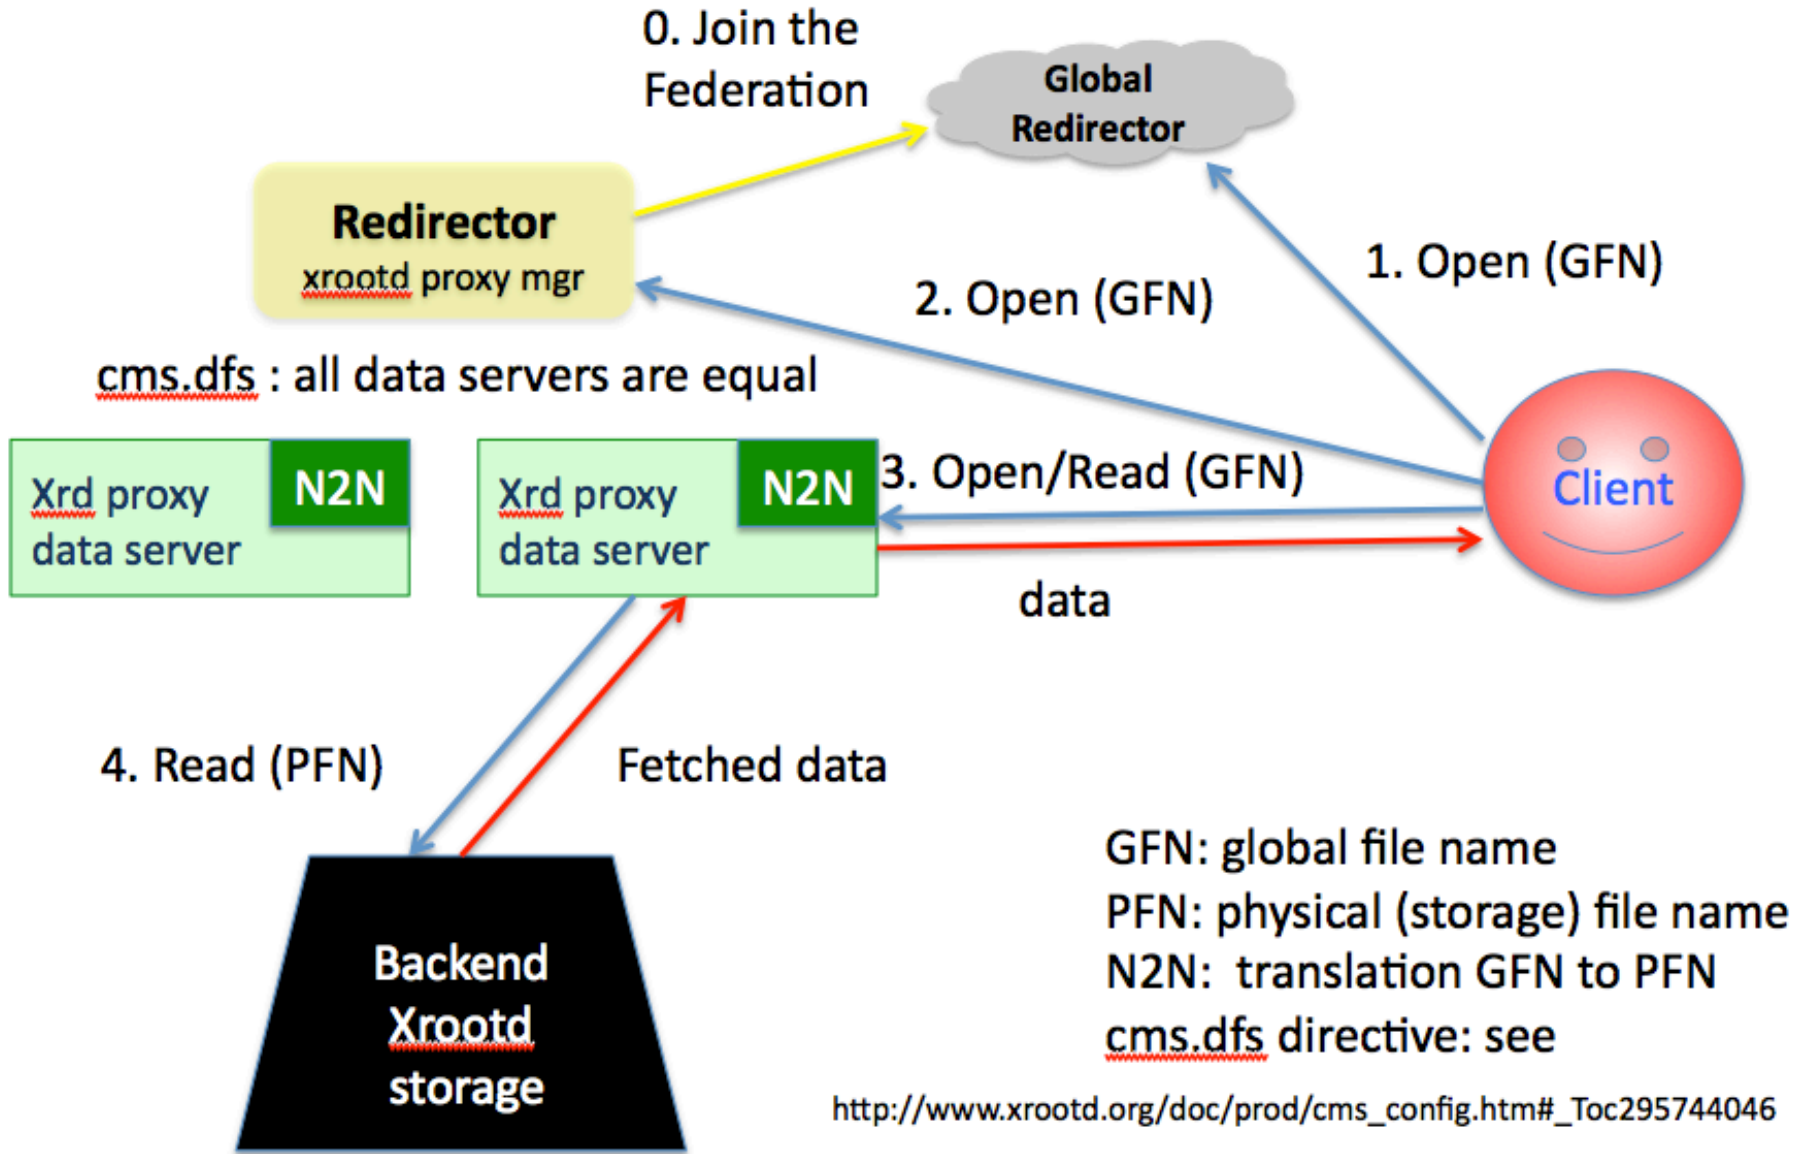 0. Join the
Federation
Global
Redirector
Redirector
xrootd proxy mgr
1. Open (GFN)
2. Open (GFN)
cms.dfs : all data servers are equal
Xrd proxy
data server
N2N
Xrd proxy
data server
N2N
3. Open/Read (GFN)
Client
data
4. Read (PFN)
Fetched data
Backend
Xrootd
storage
GFN: global file name
PFN: physical (storage) file name
N2N:  translation GFN to PFN
cms.dfs directive: see
http://www.xrootd.org/doc/prod/cms_config.htm#_Toc295744046